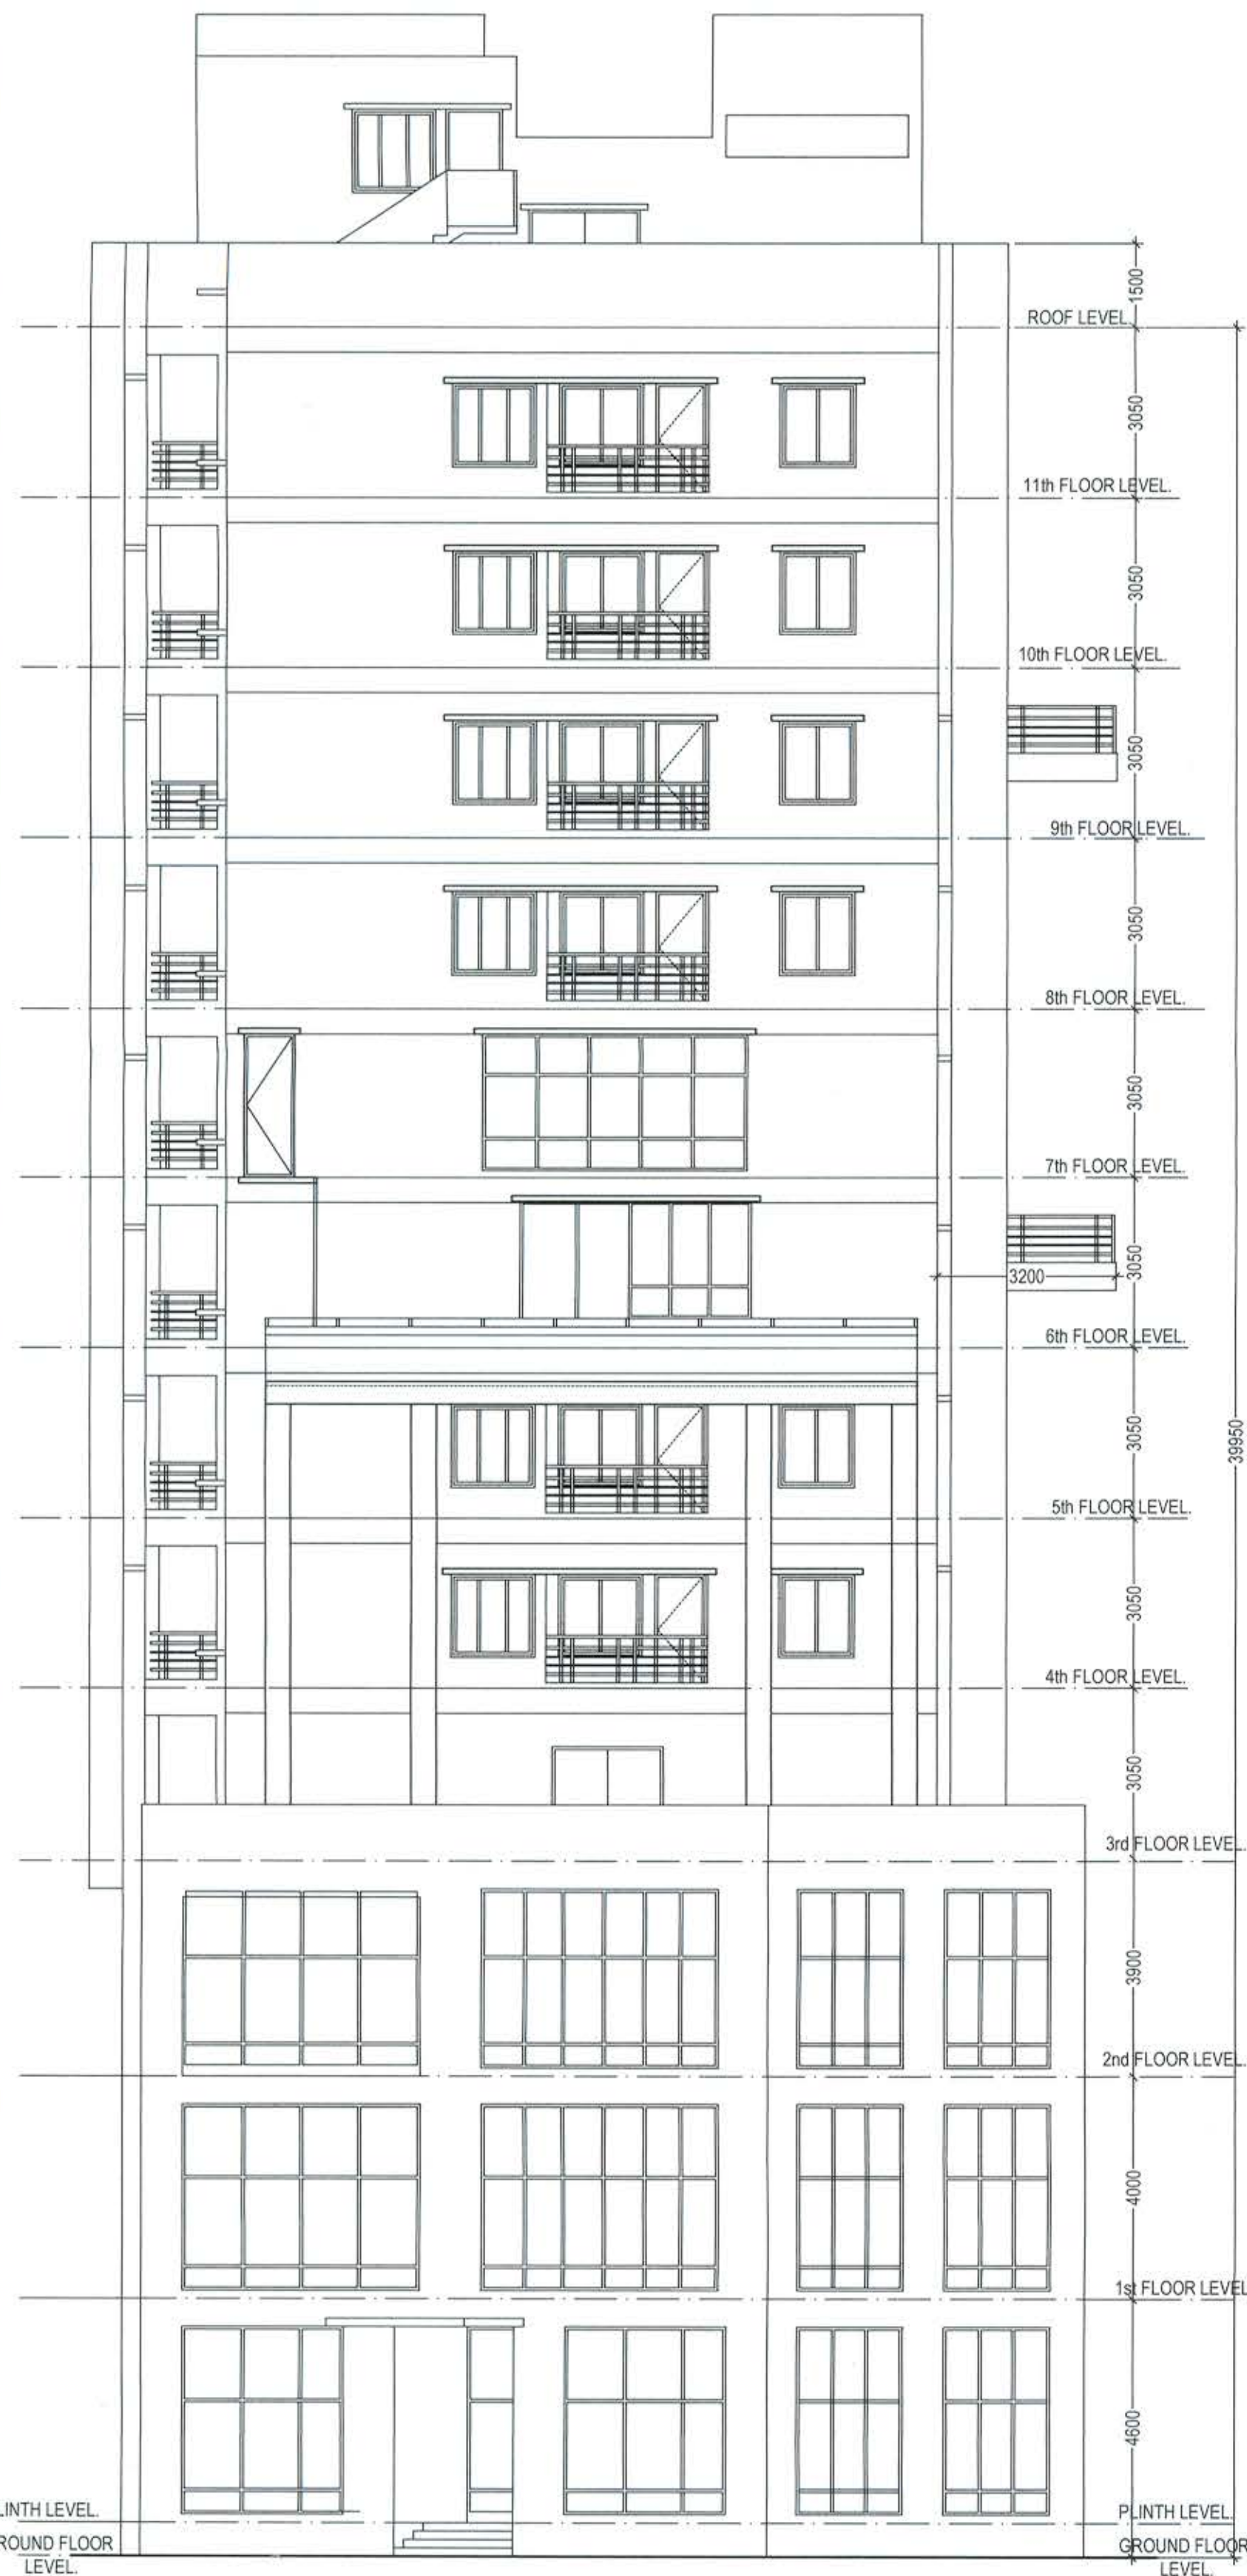 1500
ROOF LEVEL.
3050
11th FLOOR LEVEL.
3050
10th FLOOR LEVEL.
3050
9th FLOOR LEVEL.
3050
8th FLOOR LEVEL.
3050
7th FLOOR LEVEL.
3050
3200
6th FLOOR LEVEL.
3050
39950
5th FLOOR LEVEL.
3050
4th FLOOR LEVEL.
3050
3rd FLOOR LEVEL.
3900
2nd FLOOR LEVEL.
4000
1st FLOOR LEVEL
4600
LINTH LEVEL.
PLINTH LEVEL.
ROUND FLOOR
LEVEL.
GROUND FLOOR
LEVEL.